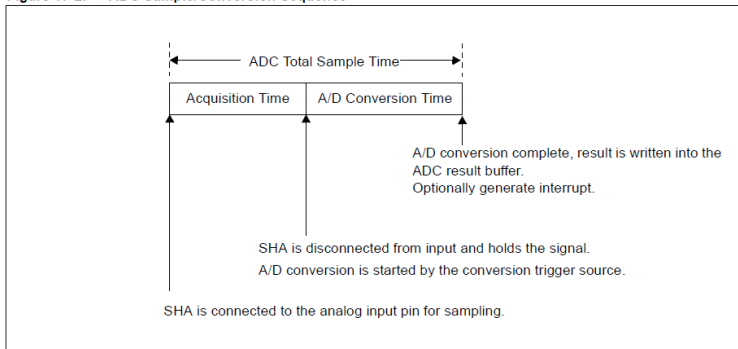 ADC Total Sample Time
Acquisition Time
A/D Conversion Time
A/D conversion complete, result is written into the
ADC result buffer.
Optionally generate interrupt.
SHA is disconnected from input and holds the signal.
A/D conversion is started by the conversion trigger source.
SHA is connected to the analog input pin for sampling.